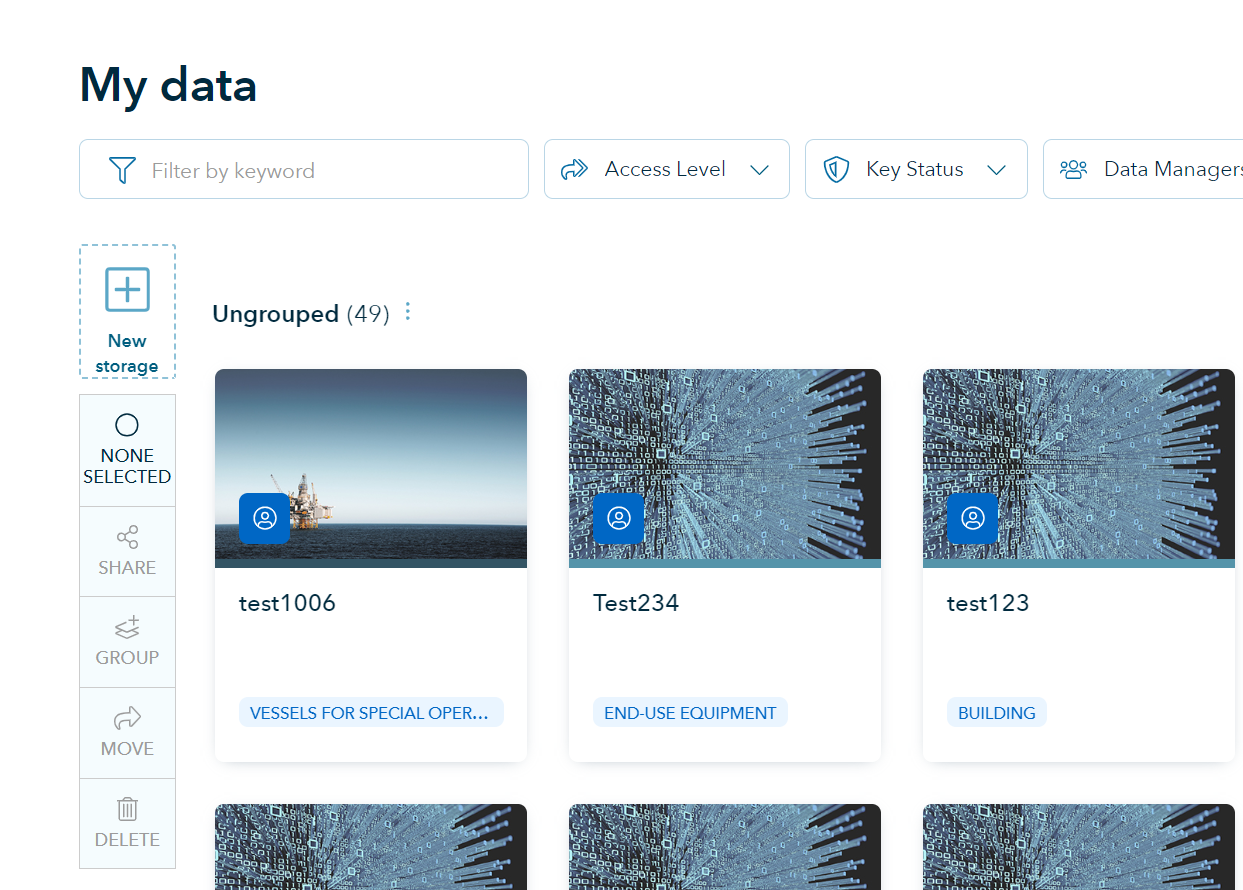 My data
Filter by keyword
Access Level
Key Status
Data Managers
New
storage
Ungrouped (49)
NONE
SELECTED
SHARE
GROUP
MOVE
DELETE
test1006
Test234
test123
VESSELS FOR SPECIAL OPER...
END-USE EQUIPMENT
BUILDING